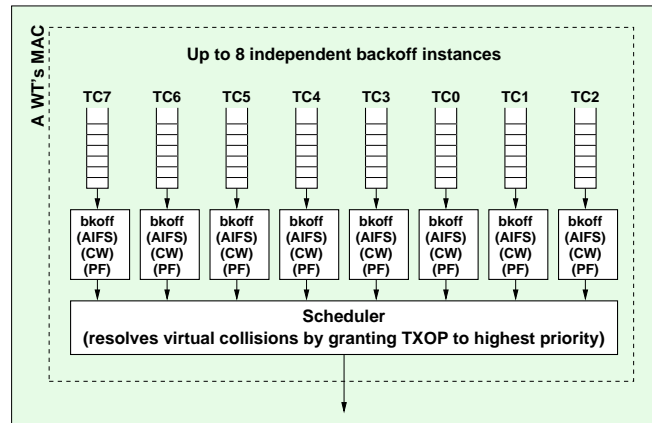 A WT's MAC
Up to 8 independent backoff instances
TC7 TC6 TC5 TC4 TC3 TC0 TC1 TC2
bkoff bkoff bkoff bkoff bkoff bkoff bkoff bkoff
(AIFS) (AIFS) (AIFS) (AIFS) (AIFS) (AIFS) (AIFS) (AIFS)
(CW) (CW) (CW) (CW) (CW) (CW) (CW) (CW)
(PF) (PF) (PF) (PF) (PF) (PF) (PF) (PF)
Scheduler
(resolves virtual collisions by granting TXOP to highest priority)